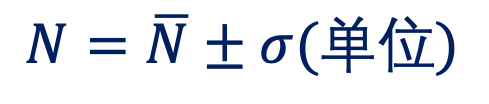 N = N̅ ± σ(单位)